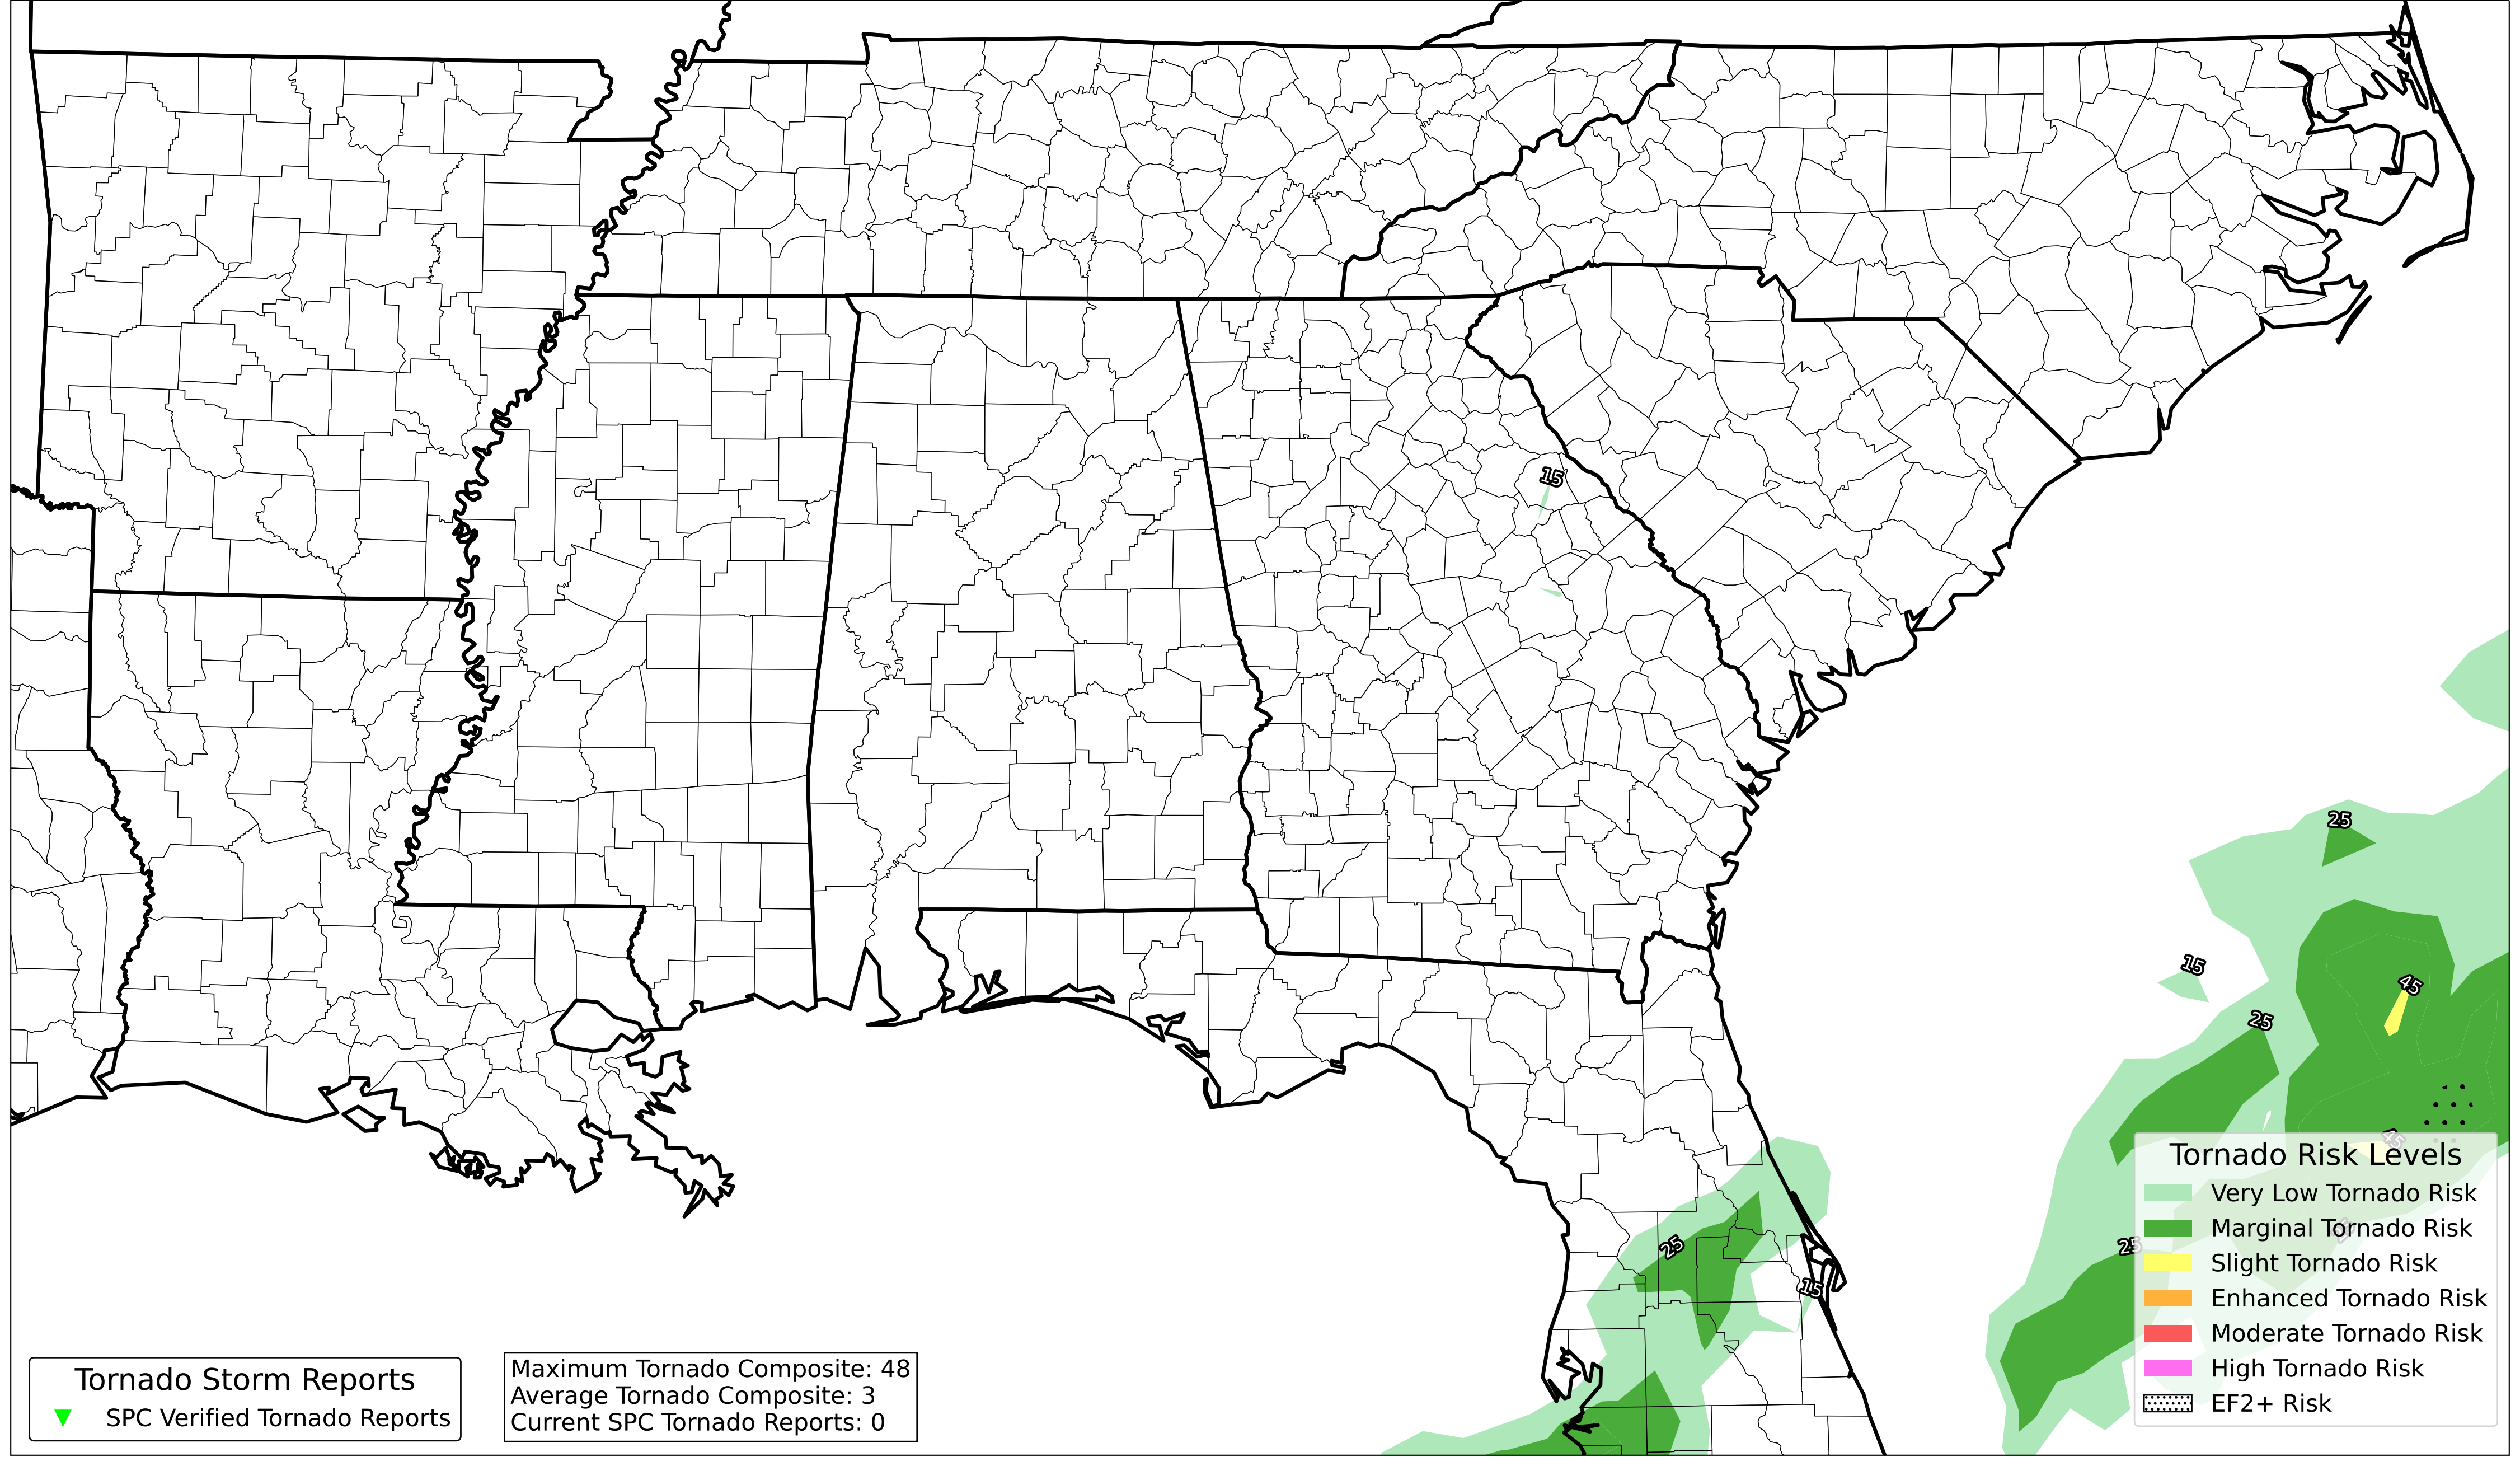 15
25
15
45
25
45
25
15
25
Tornado Risk Levels
Very Low Tornado Risk
Marginal Tornado Risk
Slight Tornado Risk
Enhanced Tornado Risk
Moderate Tornado Risk
High Tornado Risk
EF2+ Risk
Tornado Storm Reports
SPC Verified Tornado Reports
Maximum Tornado Composite: 48
Average Tornado Composite: 3
Current SPC Tornado Reports: 0